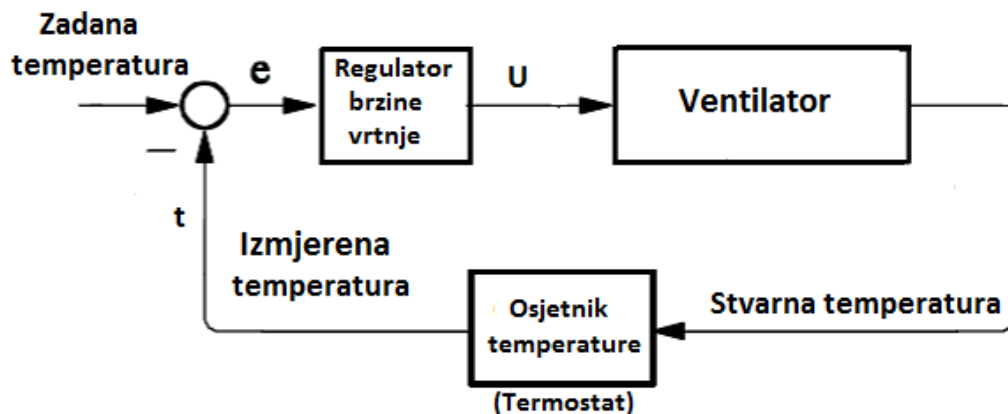 Zadana
temperatura
e
Regulator
brzine
vrtnje
U
Ventilator
–
t
Izmjerena
temperatura
Osjetnik
temperature
(Termostat)
Stvarna temperatura